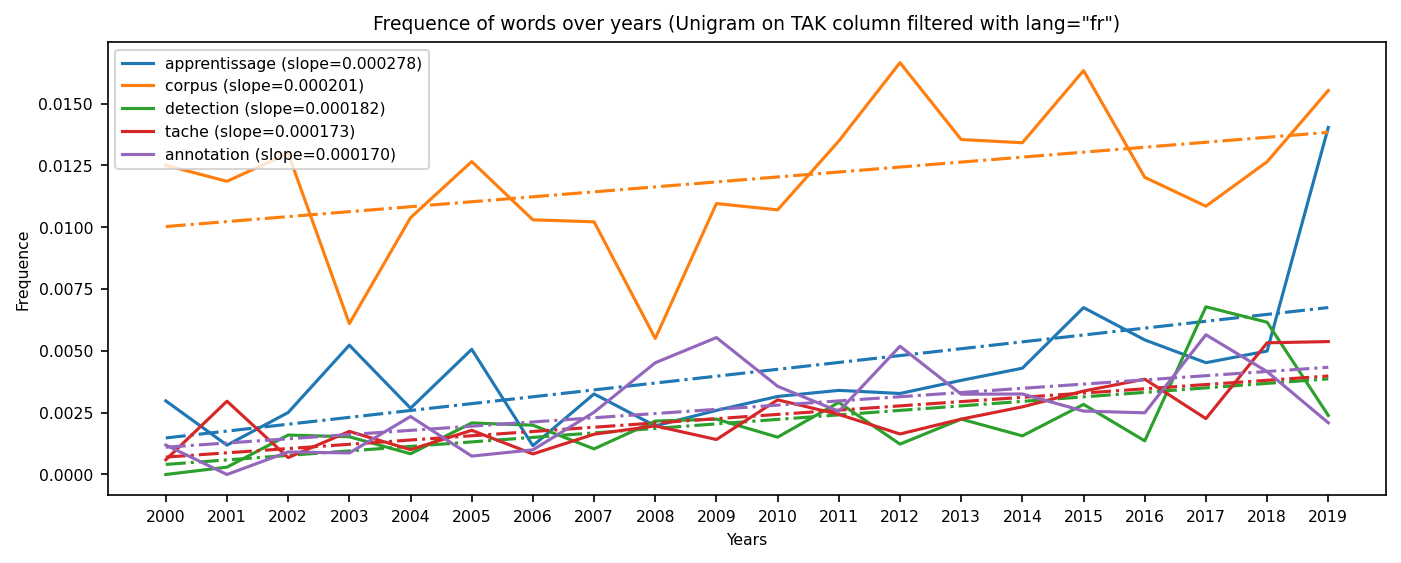 Frequence of words over years (Unigram on TAK column filtered with lang="fr")
apprentissage (slope=0.000278)
corpus (slope=0.000201)
detection (slope=0.000182)
tache (slope=0.000173)
annotation (slope=0.000170)
Frequence
0.0150
0.0125
0.0100
0.0075
0.0050
0.0025
0.0000
2000 2001 2002 2003 2004 2005 2006 2007 2008 2009 2010 2011 2012 2013 2014 2015 2016 2017 2018 2019
Years